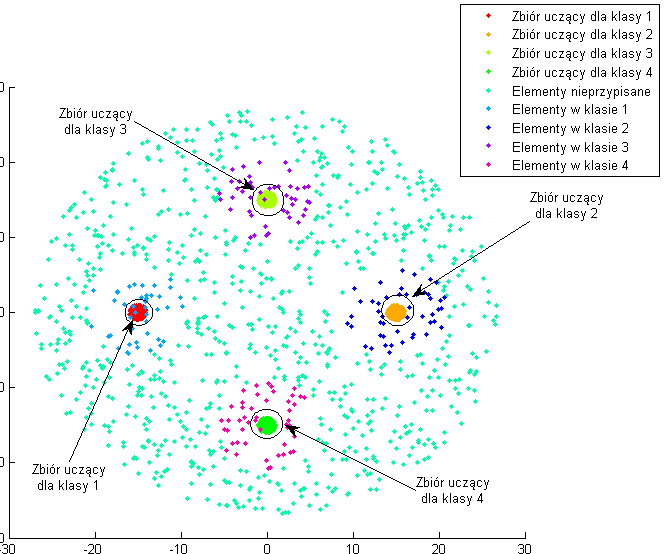 Zbiór uczący dla klasy 1
Zbiór uczący dla klasy 2
Zbiór uczący dla klasy 3
Zbiór uczący dla klasy 4
Elementy nieprzypisane
Elementy w klasie 1
Elementy w klasie 2
Elementy w klasie 3
Elementy w klasie 4
Zbiór uczący
dla klasy 3
Zbiór uczący
dla klasy 2
Zbiór uczący
dla klasy 1
Zbiór uczący
dla klasy 4
-30 -20 -10 0 10 20 30